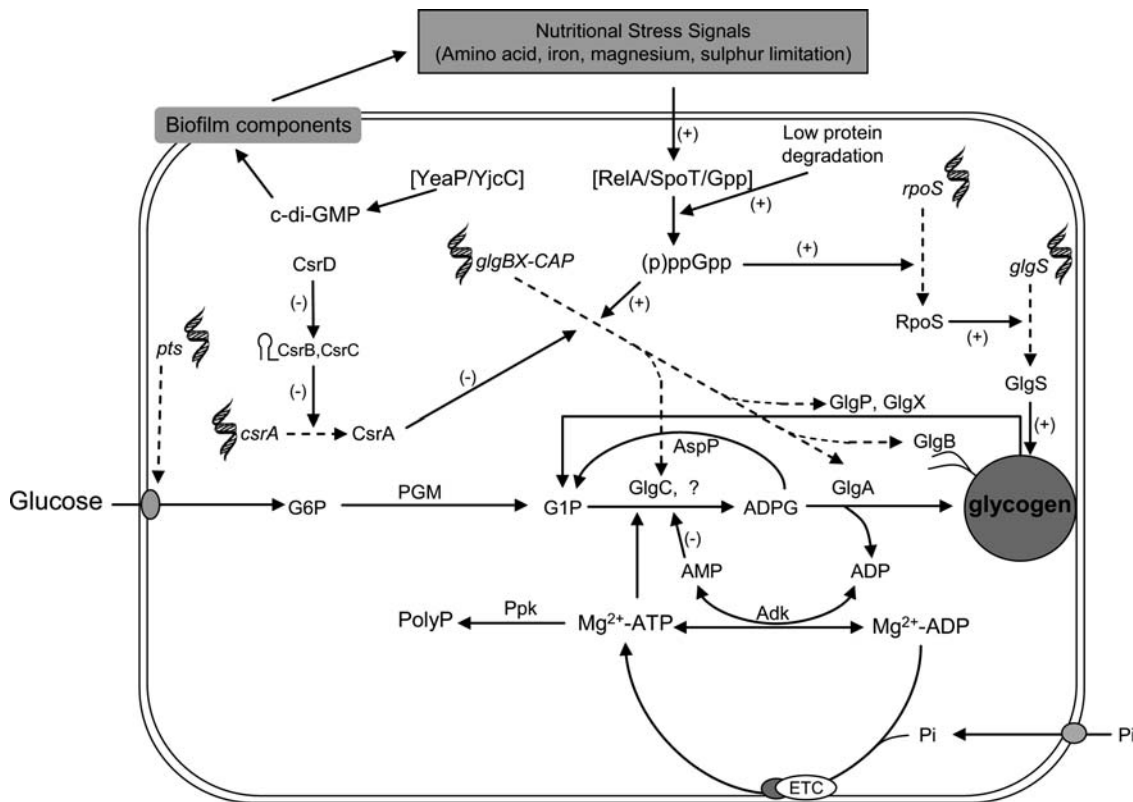 Nutritional Stress Signals
(Amino acid, iron, magnesium, sulphur limitation)
Biofilm components
(+)
Low protein
degradation
[YeaP/YjcC]
[RelA/SpoT/Gpp]
(+)
rpoS
c-di-GMP
glgBX-CAP
(p)ppGpp
(+)
glgS
CsrD
(-)
(+)
RpoS
(+)
pts
CsrB,CsrC
(-)
(-)
GlgS
csrA
CsrA
GlgP, GlgX
(+)
AspP
GlgB
Glucose
G6P
PGM
G1P
GlgC, ?
ADPG
GlgA
glycogen
(-)
AMP
ADP
PolyP
Ppk
Mg2+-ATP
Adk
Mg2+-ADP
Pi
Pi
ETC